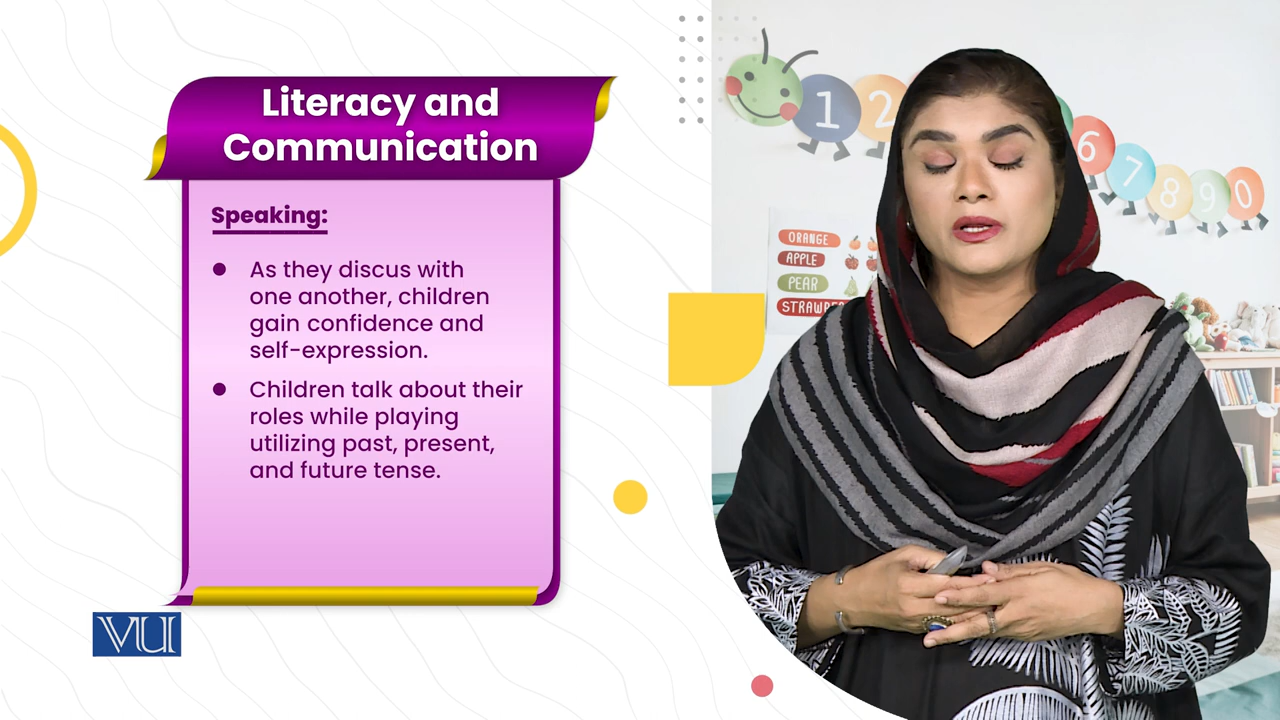 Literacy and
Communication
Speaking:
● As they discus with
one another, children
gain confidence and
self-expression.
● Children talk about their
roles while playing
utilizing past, present,
and future tense.
VU
1 2 6 7 8 9 0
ORANGE
APPLE
PEAR